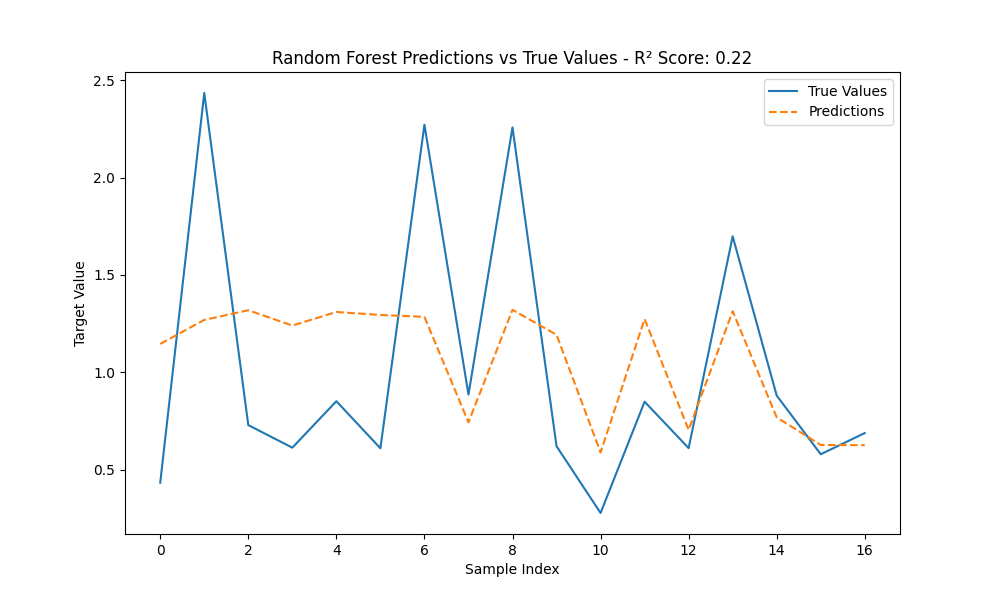 Random Forest Predictions vs True Values - R² Score: 0.22
True Values
Predictions
Target Value
2.5
2.0
1.5
1.0
0.5
0 2 4 6 8 10 12 14 16
Sample Index